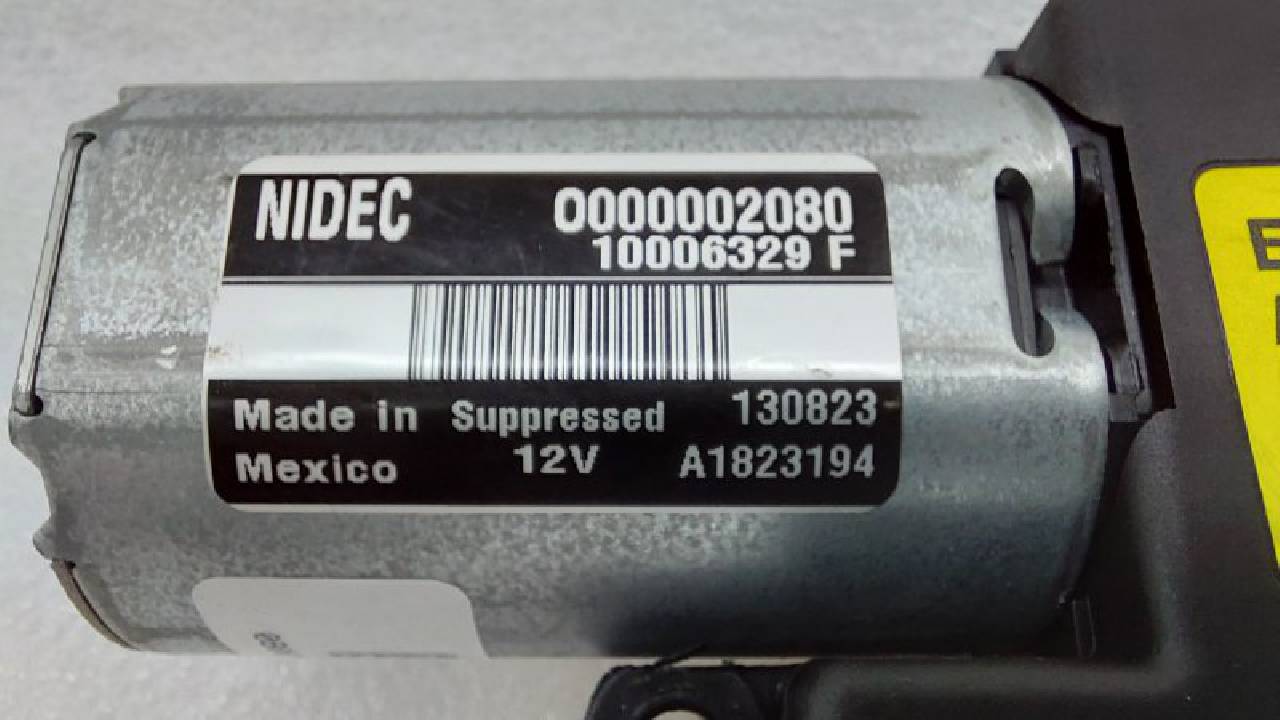 NIDEC 0000002080
10006329 F
Made in Suppressed 130823
Mexico 12V A1823194